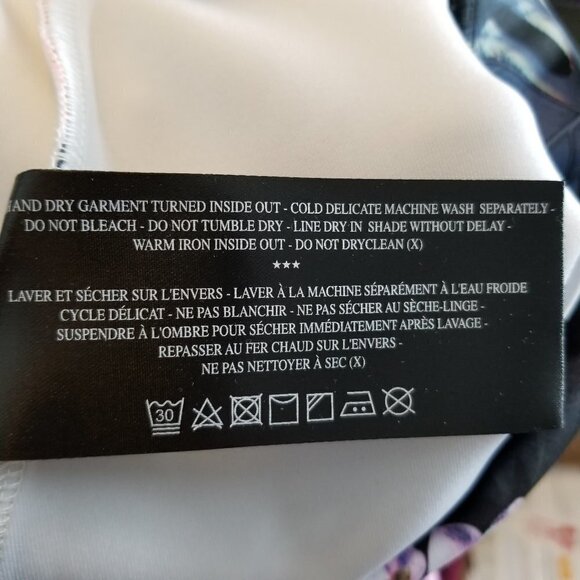 AND DRY GARMENT TURNED INSIDE OUT - COLD DELICATE MACHINE WASH SEPARATELY -
DO NOT BLEACH - DO NOT TUMBLE DRY - LINE DRY IN SHADE WITHOUT DELAY -
WARM IRON INSIDE OUT - DO NOT DRYCLEAN (X)
***
LAVER ET SÉCHER SUR L'ENVERS - LAVER À LA MACHINE SÉPARÉMENT À L'EAU FROIDE
CYCLE DÉLICAT - NE PAS BLANCHIR - NE PAS SÉCHER AU SÈCHE-LINGE -
SUSPENDRE À L'OMBRE POUR SÉCHER IMMÉDIATEMENT APRÈS LAVAGE -
REPASSER AU FER CHAUD SUR L'ENVERS -
NE PAS NETTOYER À SEC (X)
30